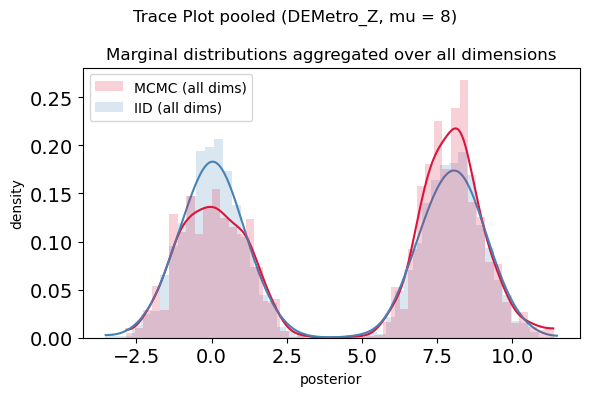 Trace Plot pooled (DEMetro_Z, mu = 8)
Marginal distributions aggregated over all dimensions
MCMC (all dims)
IID (all dims)
0.25
0.20
0.15
0.10
0.05
0.00
density
−2.5 0.0 2.5 5.0 7.5 10.0
posterior